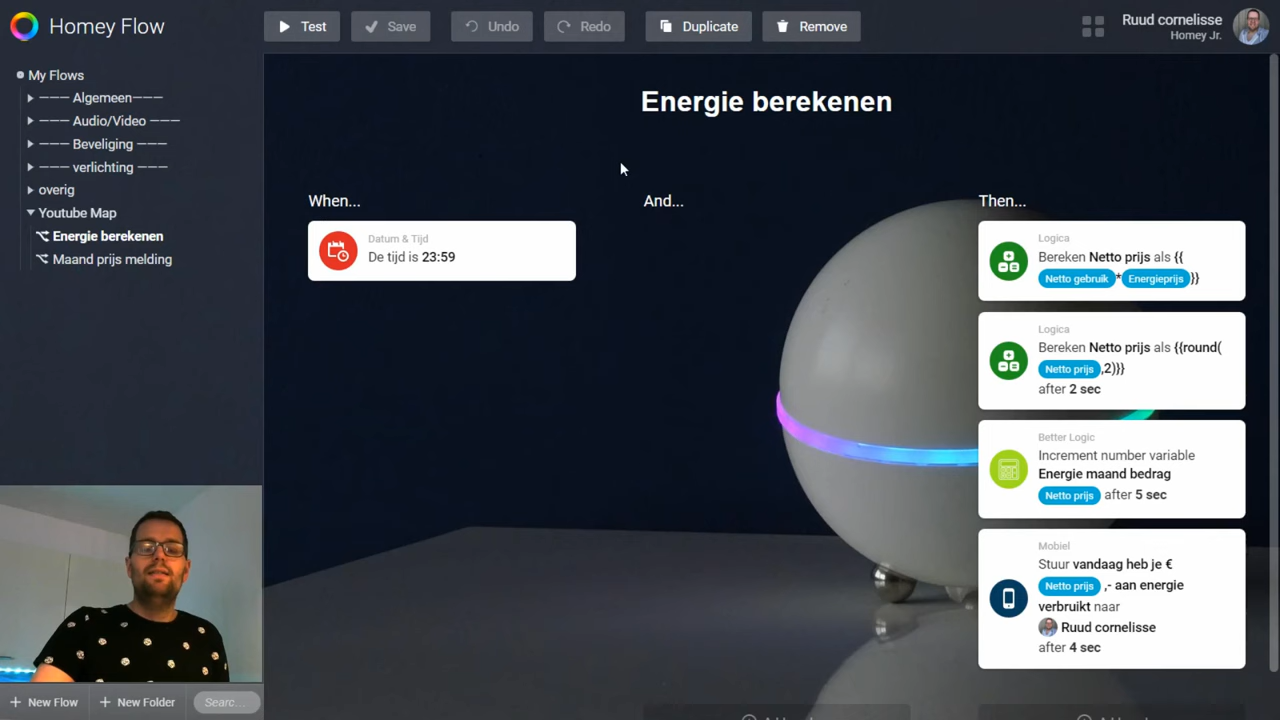 Homey Flow
Test
Save
Undo
Redo
Duplicate
Remove
Ruud cornelisse
Homey Jr.
My Flows
––– Algemeen–––
––– Audio/Video –––
––– Beveliging –––
––– verlichting –––
overig
Youtube Map
Energie berekenen
Maand prijs melding
Energie berekenen
When...
Datum & Tijd
De tijd is 23:59
And...
Then...
Logica
Bereken Netto prijs als {{
Netto gebruik * Energieprijs }}
Logica
Bereken Netto prijs als {{round(
Netto prijs ,2)}}
after 2 sec
Better Logic
Increment number variable
Energie maand bedrag
Netto prijs after 5 sec
Mobiel
Stuur vandaag heb je €
Netto prijs ,- aan energie
verbruikt naar
Ruud cornelisse
after 4 sec
+ New Flow
+ New Folder
Searc...